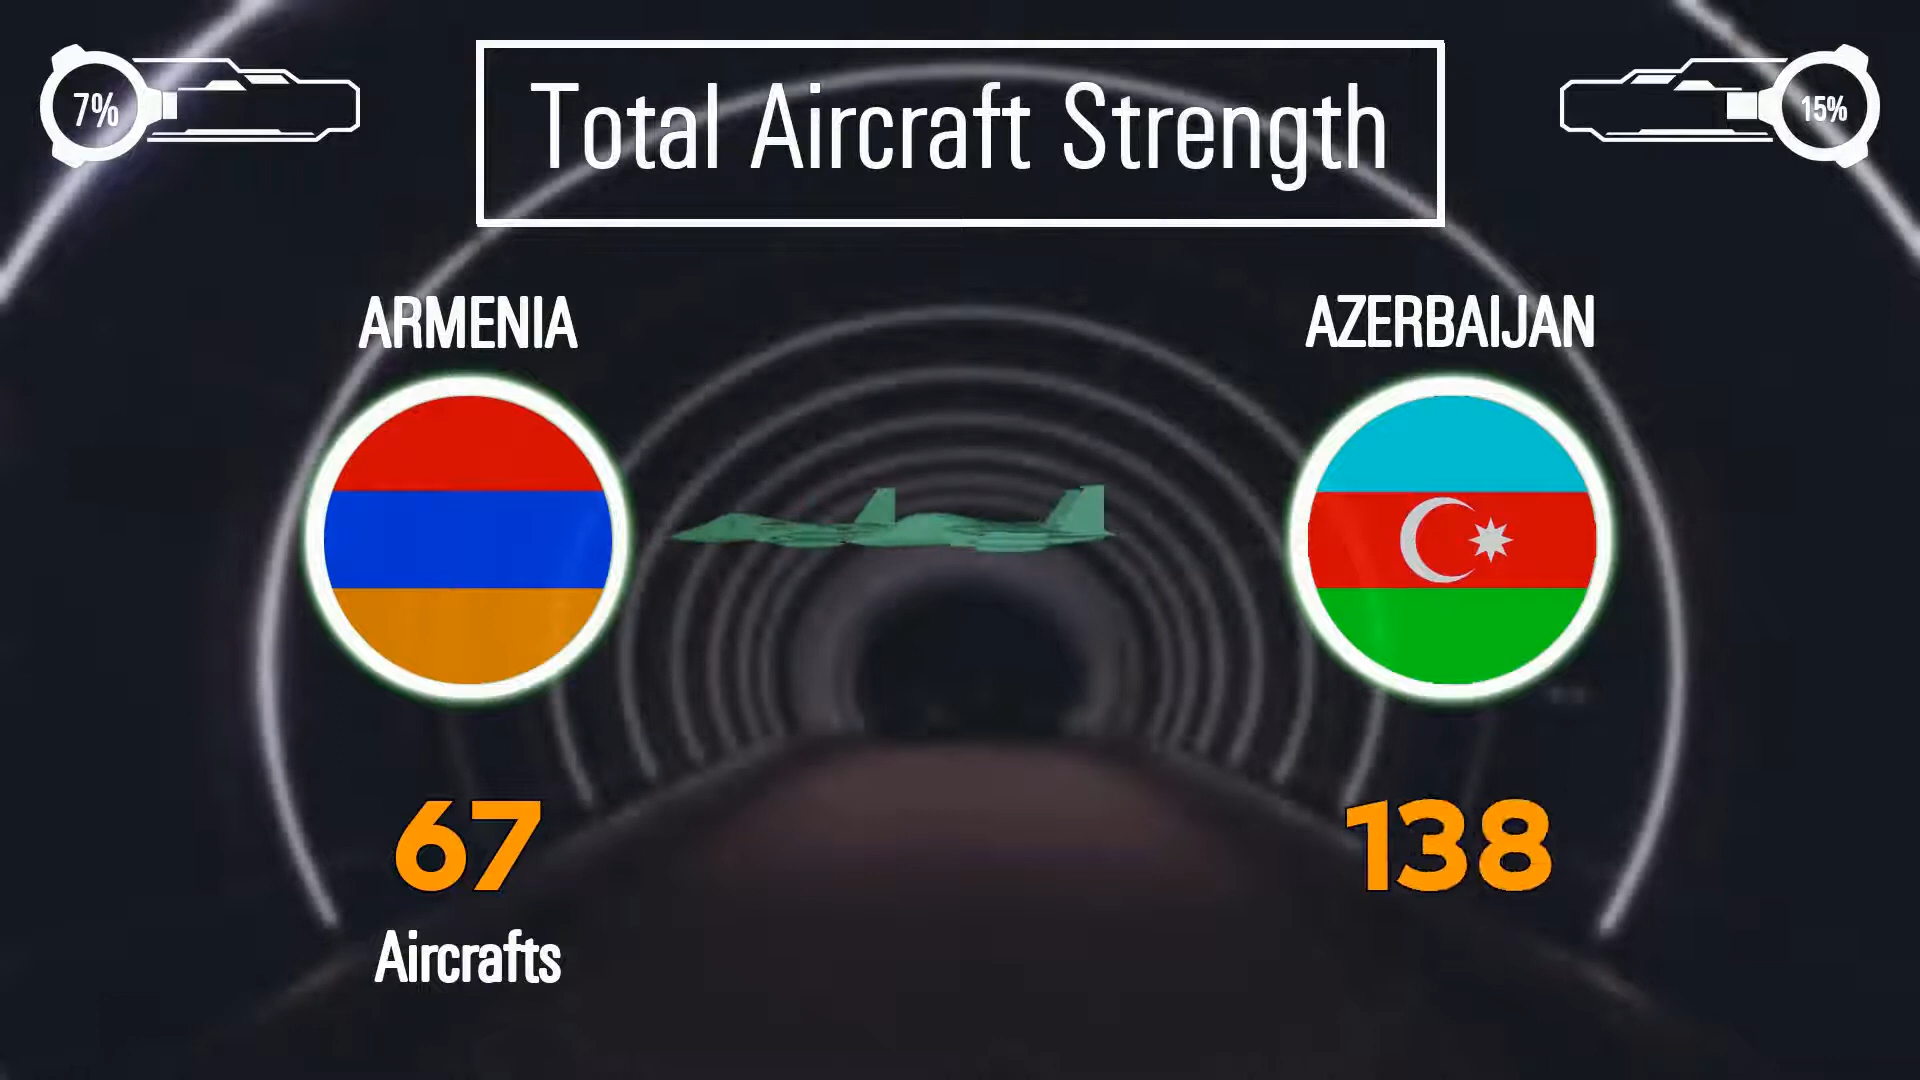 7%
Total Aircraft Strength
15%
ARMENIA
AZERBAIJAN
67
138
Aircrafts